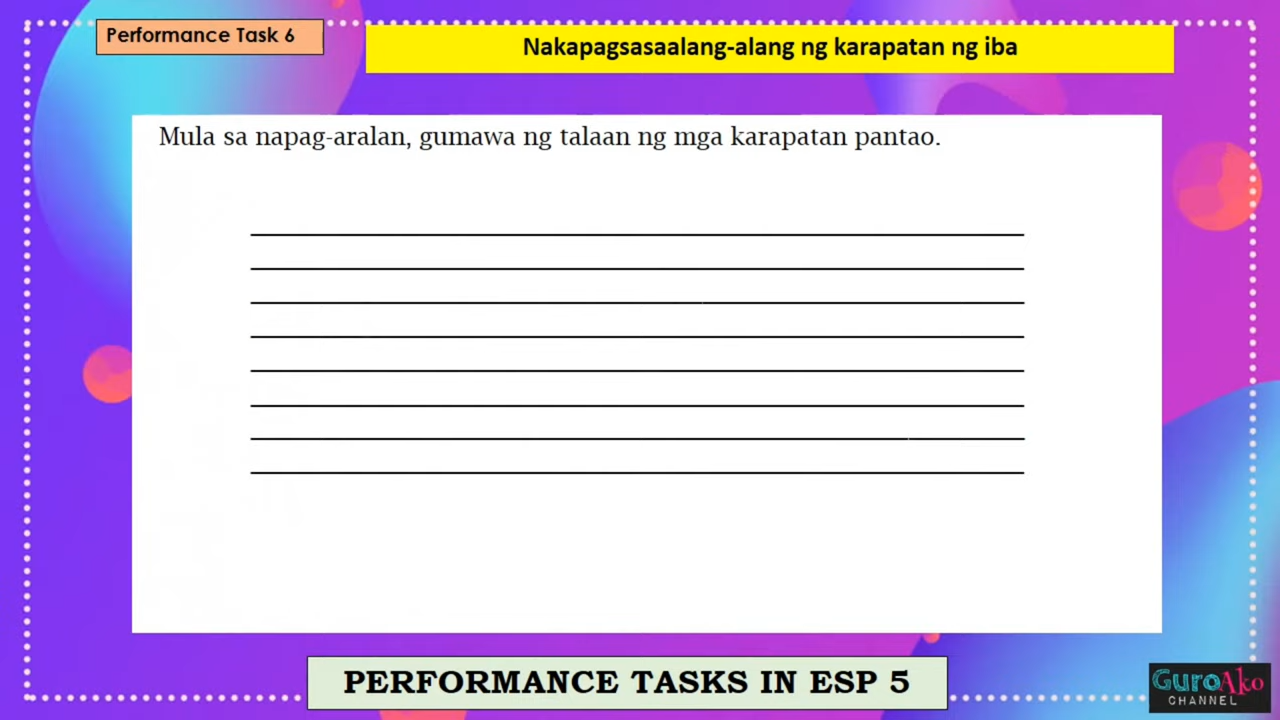 Performance Task 6
Nakapagsasaalang-alang ng karapatan ng iba
Mula sa napag-aralan, gumawa ng talaan ng mga karapatan pantao.
PERFORMANCE TASKS IN ESP 5
GuroAko
CHANNEL